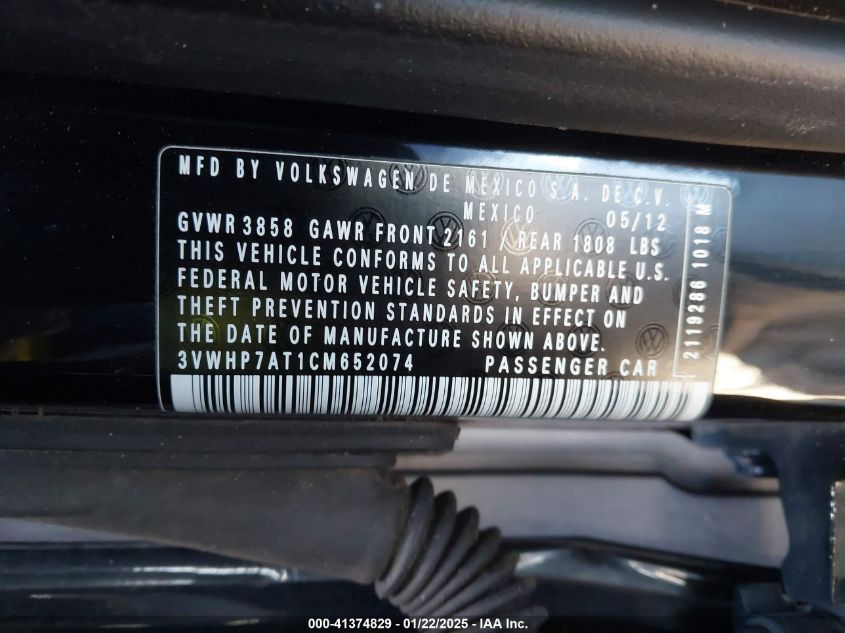 MFD BY VOLKSWAGEN DE MEXICO S.A. DE C.V.
MEXICO 05/12
GVWR 3858 GAWR FRONT 2161 / REAR 1808 LBS
THIS VEHICLE CONFORMS TO ALL APPLICABLE U.S.
FEDERAL MOTOR VEHICLE SAFETY, BUMPER AND
THEFT PREVENTION STANDARDS IN EFFECT ON
THE DATE OF MANUFACTURE SHOWN ABOVE.
3VWHP7AT1CM652074 PASSENGER CAR
2119286 1018 M
000-41374829 - 01/22/2025 - IAA Inc.